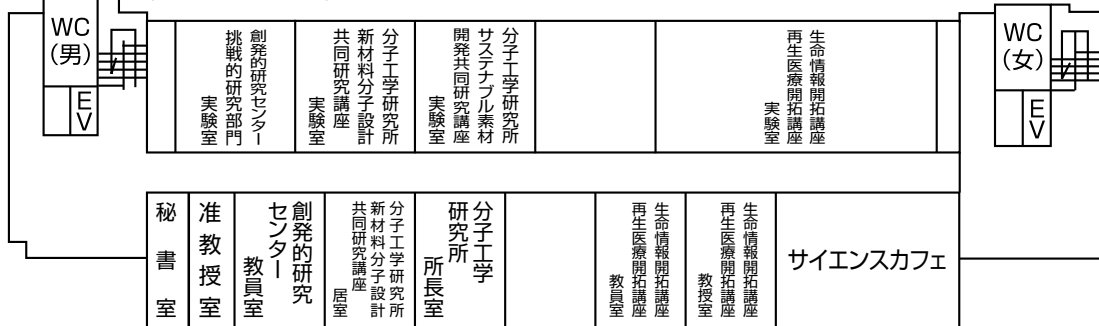 WC
(男)
EV
創発的研究センター
挑戦的研究部門
実験室
分子工学研究所
新材料分子設計
共同研究講座
実験室
分子工学研究所
サステナブル素材
開発共同研究講座
実験室
生命情報開拓講座
再生医療開拓講座
実験室
WC
(女)
EV
秘書室
准教授室
創発的研究
センター
教員室
分子工学研究所
新材料分子設計
共同研究講座
居室
分子工学
研究所
所長室
生命情報開拓講座
再生医療開拓講座
教員室
生命情報開拓講座
再生医療開拓講座
教授室
サイエンスカフェ